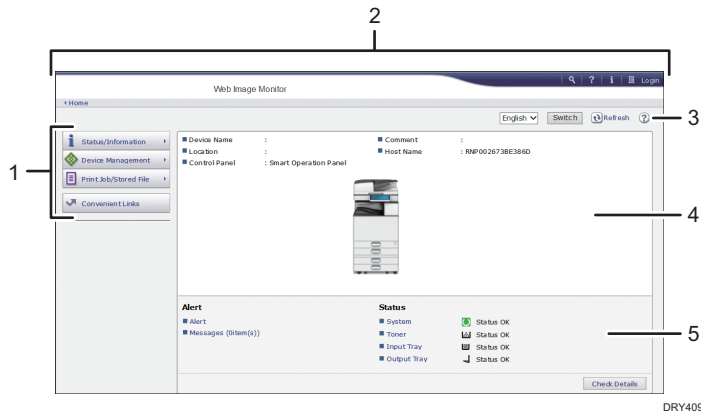 2
Web Image Monitor
? i Login
Home
English Switch Refresh ?
3
1
Status/Information
Device Management
Print Job/Stored File
Convenient Links
Device Name :
Comment :
Location :
Host Name : RNP002673BE386D
Control Panel : Smart Operation Panel
4
Alert
Status
Alert
System Status OK
Messages (0item(s))
Toner Status OK
Input Tray Status OK
Output Tray Status OK
5
Check Details
DRY409